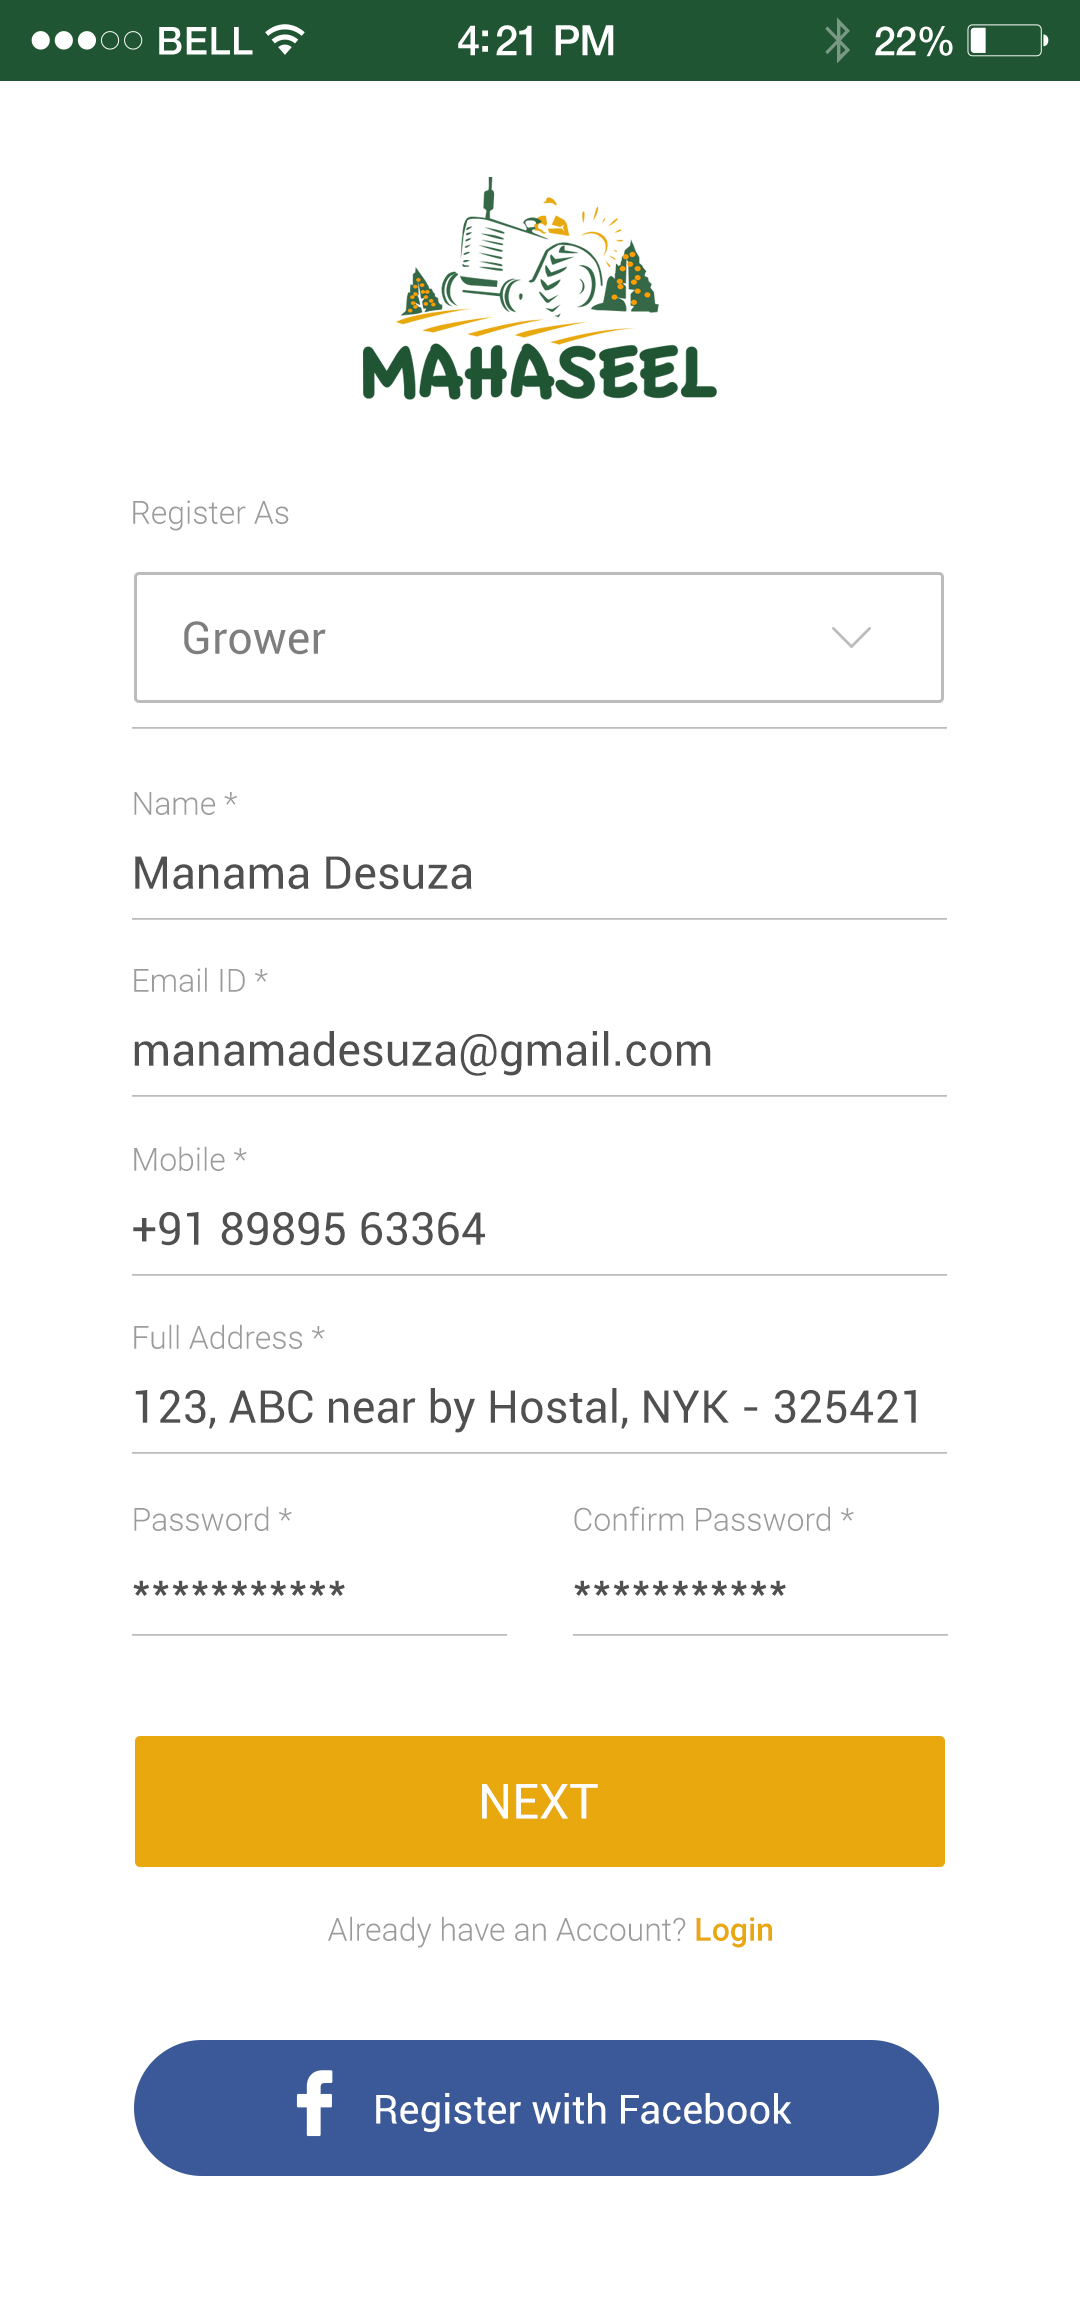 BELL 4:21 PM 22%
MAHASEEL
Register As
Grower
Name *
Manama Desuza
Email ID *
manamadesuza@gmail.com
Mobile *
+91 89895 63364
Full Address *
123, ABC near by Hostal, NYK - 325421
Password * Confirm Password *
*********** ***********
NEXT
Already have an Account? Login
f Register with Facebook